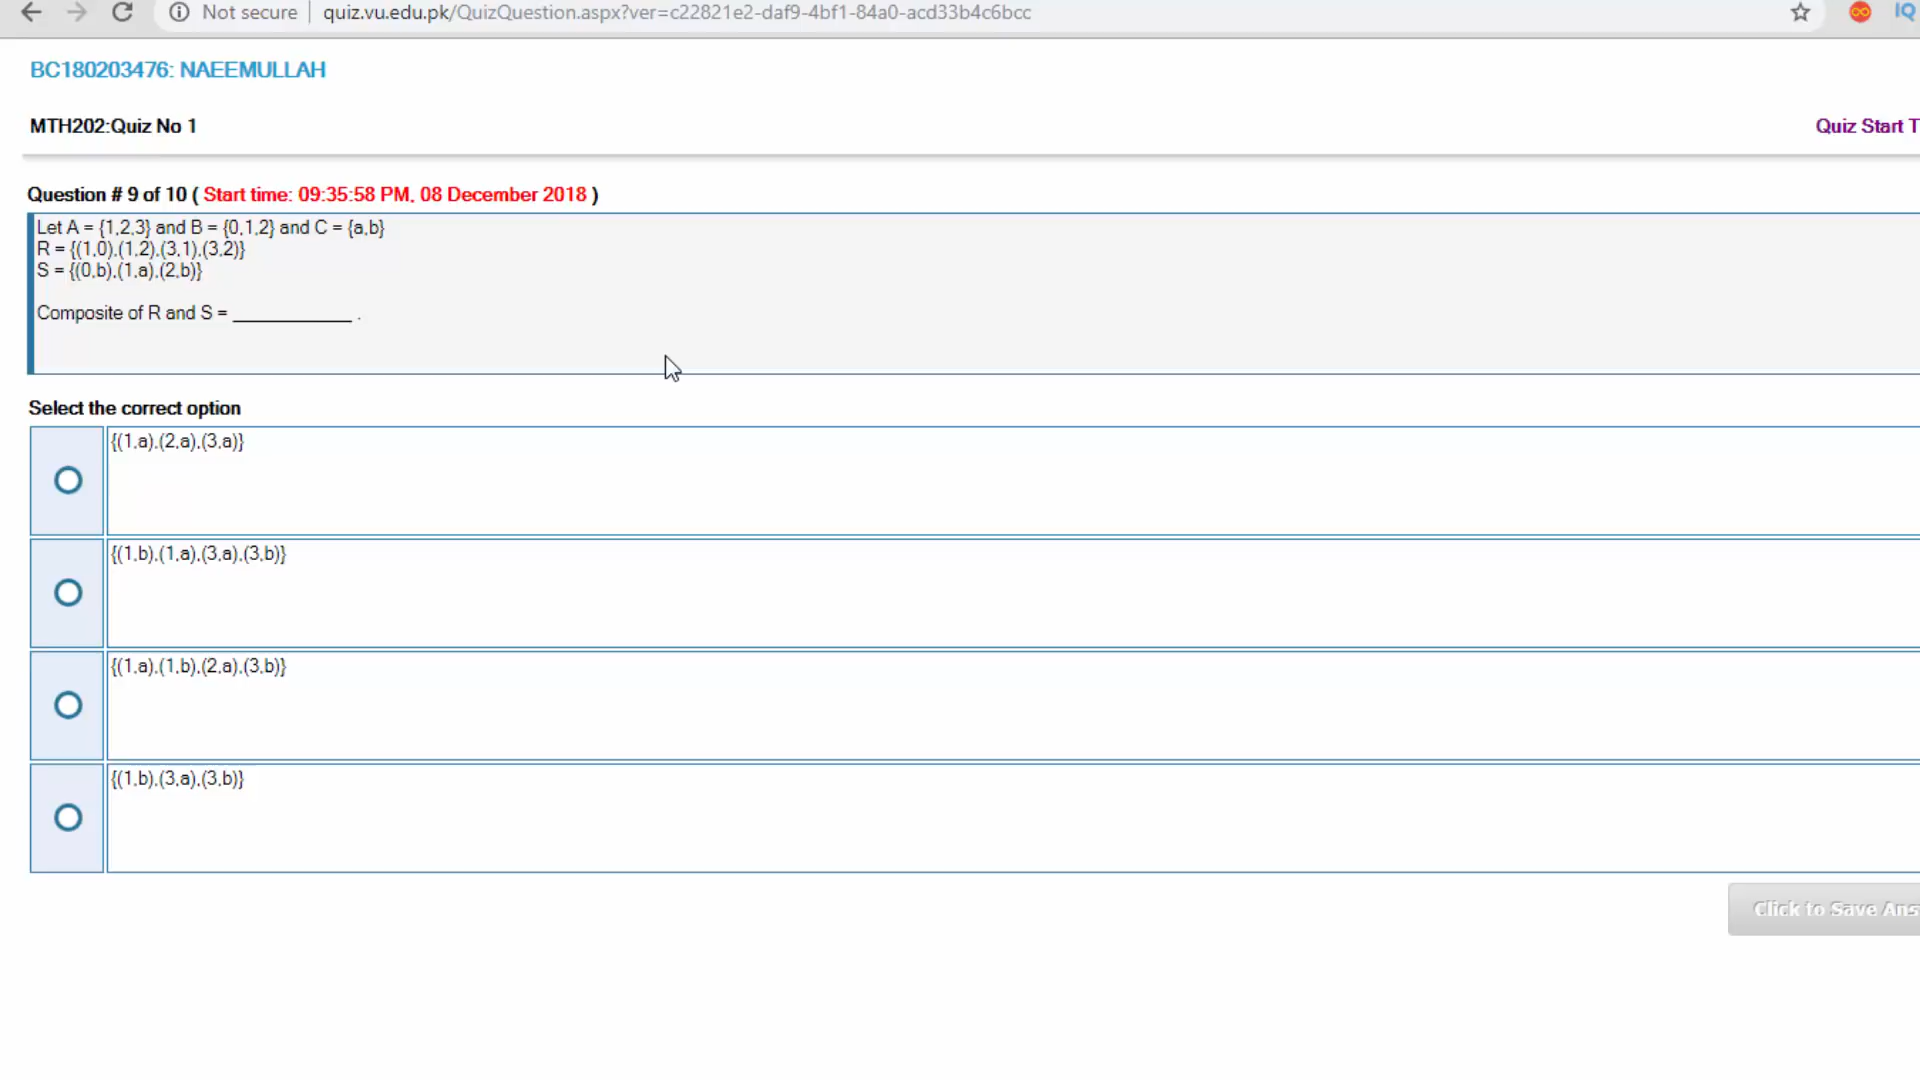 Not secure
quiz.vu.edu.pk/QuizQuestion.aspx?ver=c22821e2-daf9-4bf1-84a0-acd33b4c6bcc
IQ
BC180203476: NAEEMULLAH
MTH202:Quiz No 1
Quiz Start T
Question # 9 of 10 ( Start time: 09:35:58 PM, 08 December 2018 )
Let A = {1,2,3} and B = {0,1,2} and C = {a,b}
R = {(1,0),(1,2),(3,1),(3,2)}
S = {(0,b),(1,a),(2,b)}
Composite of R and S = ____________ .
Select the correct option
{(1,a),(2,a),(3,a)}
{(1,b),(1,a),(3,a),(3,b)}
{(1,a),(1,b),(2,a),(3,b)}
{(1,b),(3,a),(3,b)}
Click to Save Ans